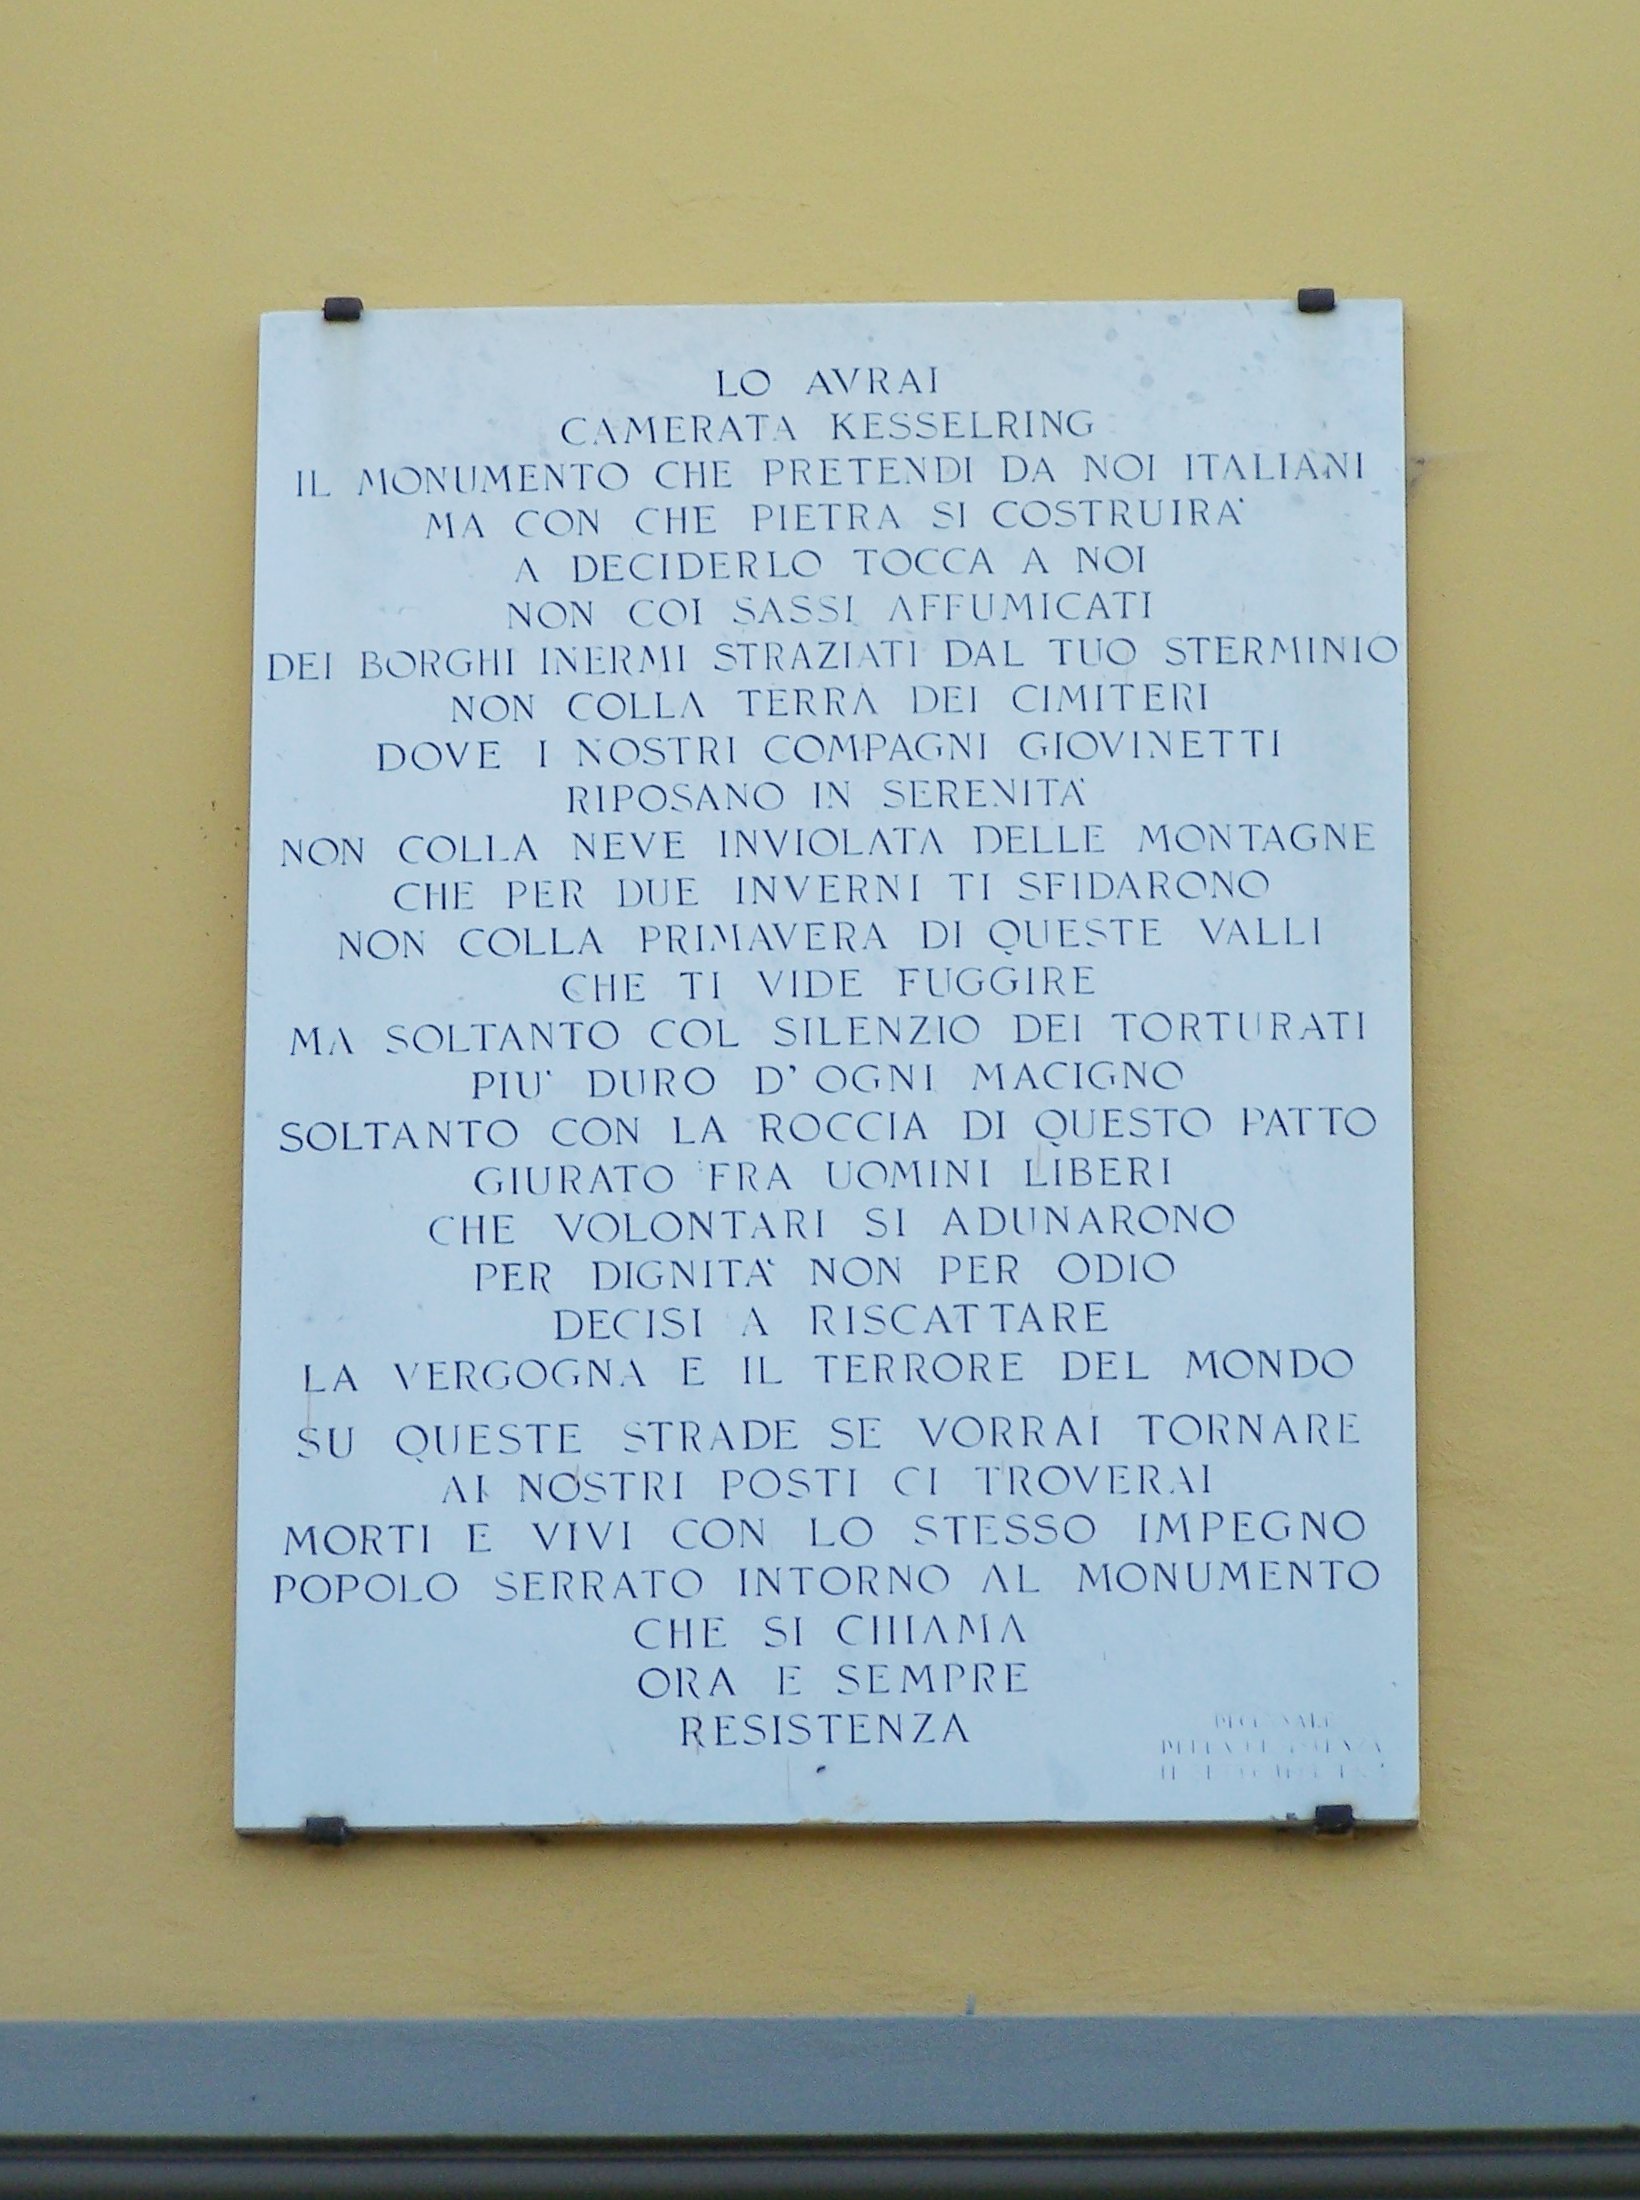 LO AVRAI
CAMERATA KESSELRING
IL MONUMENTO CHE PRETENDI DA NOI ITALIANI
MA CON CHE PIETRA SI COSTRUIRA'
A DECIDERLO TOCCA A NOI
NON COI SASSI AFFUMICATI
DEI BORGHI INERMI STRAZIATI DAL TUO STERMINIO
NON COLLA TERRA DEI CIMITERI
DOVE I NOSTRI COMPAGNI GIOVINETTI
RIPOSANO IN SERENITA'
NON COLLA NEVE INVIOLATA DELLE MONTAGNE
CHE PER DUE INVERNI TI SFIDARONO
NON COLLA PRIMAVERA DI QUESTE VALLI
CHE TI VIDE FUGGIRE
MA SOLTANTO COL SILENZIO DEI TORTURATI
PIU' DURO D'OGNI MACIGNO
SOLTANTO CON LA ROCCIA DI QUESTO PATTO
GIURATO FRA UOMINI LIBERI
CHE VOLONTARI SI ADUNARONO
PER DIGNITA' NON PER ODIO
DECISI A RISCATTARE
LA VERGOGNA E IL TERRORE DEL MONDO
SU QUESTE STRADE SE VORRAI TORNARE
AI NOSTRI POSTI CI TROVERAI
MORTI E VIVI CON LO STESSO IMPEGNO
POPOLO SERRATO INTORNO AL MONUMENTO
CHE SI CHIAMA
ORA E SEMPRE
RESISTENZA